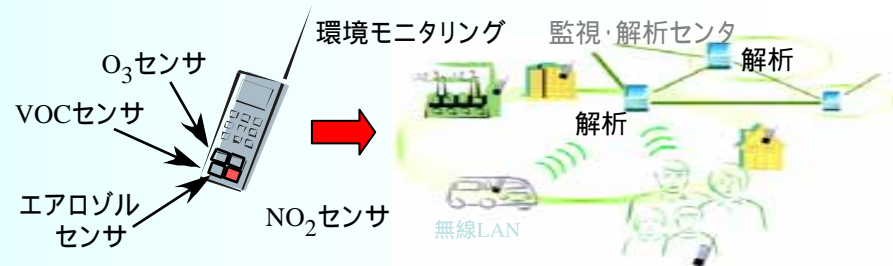 環境モニタリング
監視・解析センタ
O3センサ
解析
VOCセンサ
解析
エアロゾル
センサ
NO2センサ
無線LAN